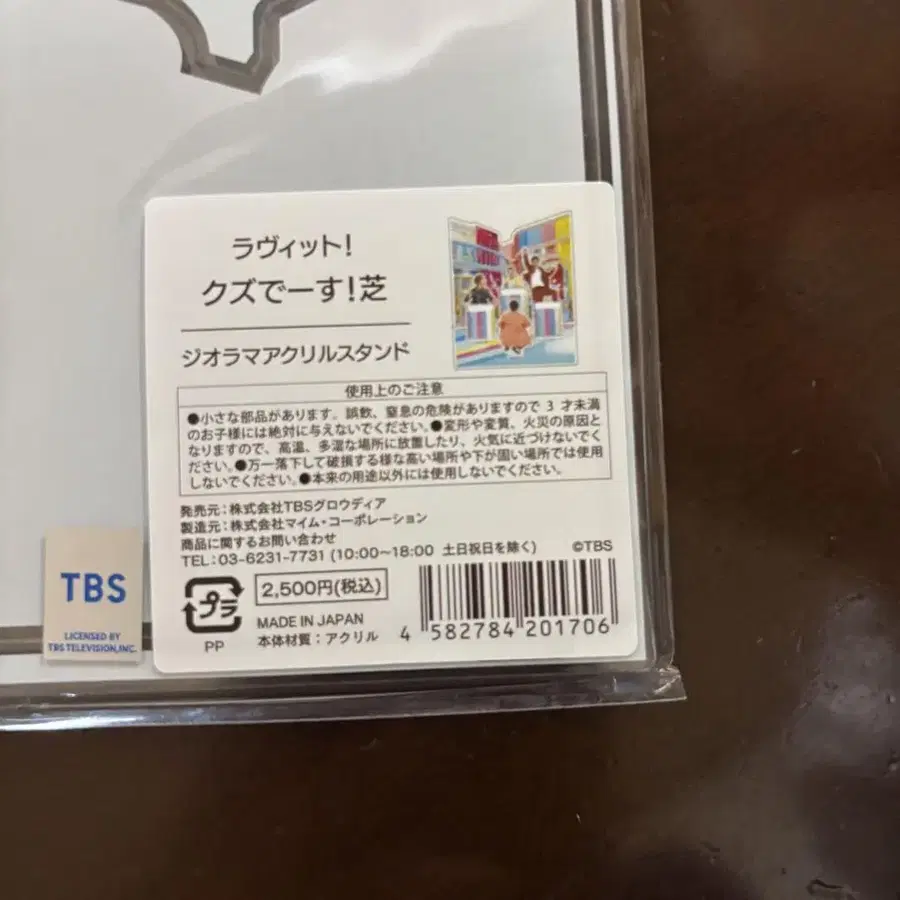 ラヴィット!
クズでーす!芝
ジオラマアクリルスタンド
使用上のご注意
●小さな部品があります。誤飲、窒息の危険がありますので 3 才未満
のお子様には絶対に与えないでください。●変形や変質、火災の原因と
なりますので、高温、多湿な場所に放置したり、火気に近づけないでく
ださい。●万一落下して破損する様な高い場所や下が固い場所では使用
しないでください。●本来の用途以外には使用しないでください。
発売元:株式会社TBSグロウディア
製造元:株式会社マイム・コーポレーション
商品に関するお問い合わせ
TEL:03-6231-7731 (10:00~18:00 土日祝日を除く)
©TBS
プラ
PP
2,500円(税込)
MADE IN JAPAN
本体材質:アクリル
4 582784 201706
TBS
LICENSED BY
TBS TELEVISION,INC.